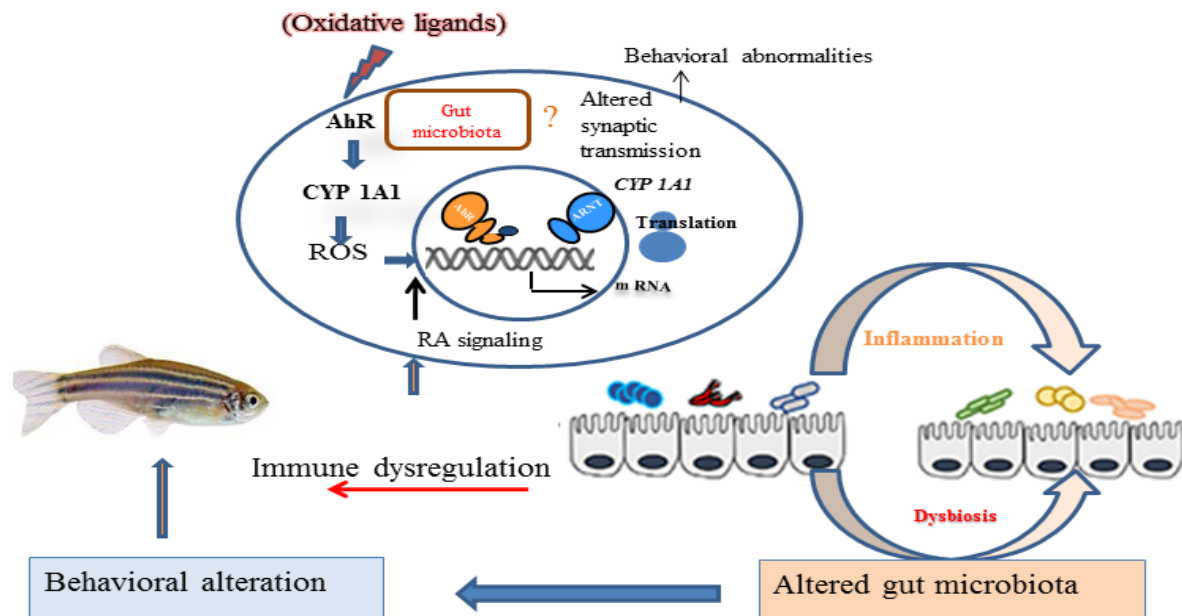 (Oxidative ligands)
Behavioral abnormalities
AhR
Gut
microbiota
?
Altered
synaptic
transmission
CYP 1A1
CYP 1A1
AhR
ARNT
Translation
ROS
m RNA
RA signaling
Inflammation
Immune dysregulation
Dysbiosis
Behavioral alteration
Altered gut microbiota